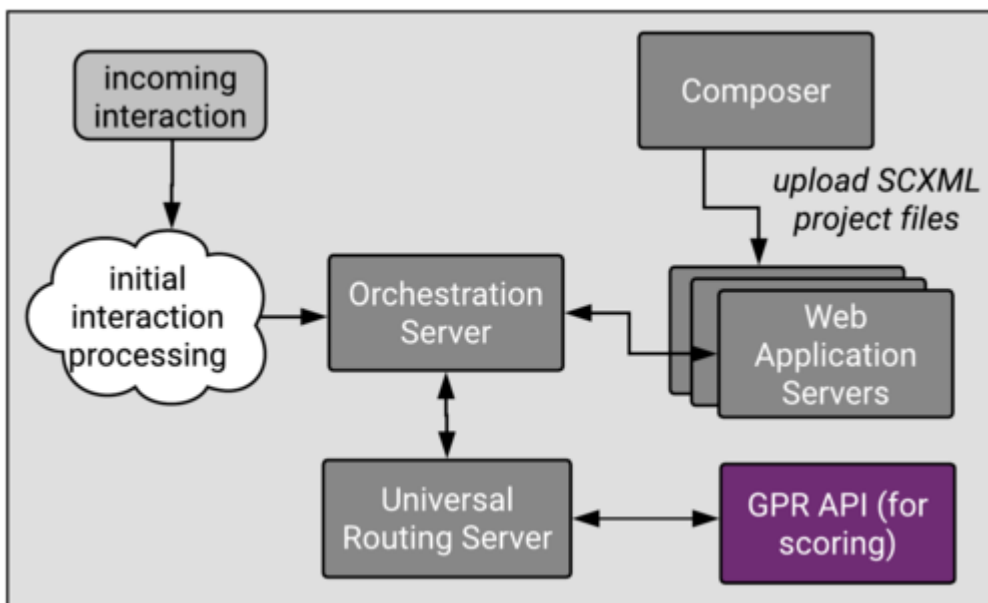 incoming
interaction
Composer
upload SCXML
project files
initial
interaction
processing
Orchestration
Server
Web
Application
Servers
Universal
Routing Server
GPR API (for
scoring)